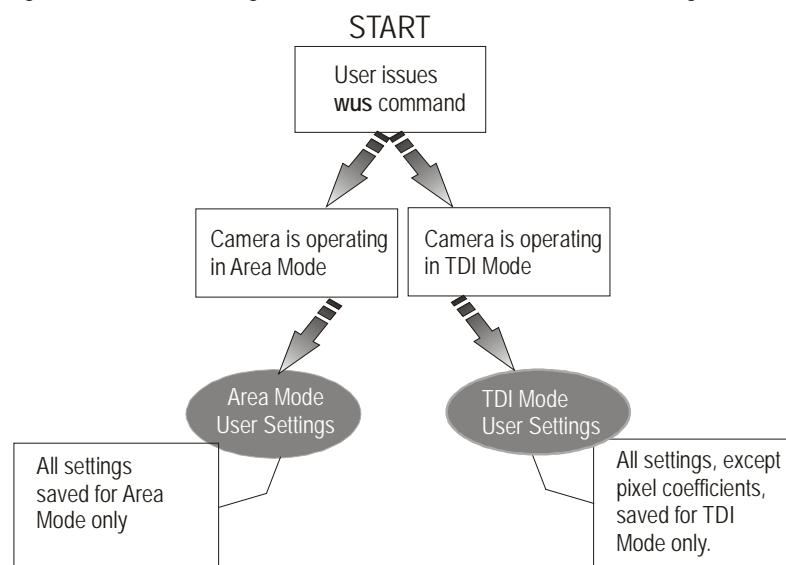 START
User issues
wus command
Camera is operating
in Area Mode
Camera is operating
in TDI Mode
Area Mode
User Settings
TDI Mode
User Settings
All settings
saved for Area
Mode only
All settings, except
pixel coefficients,
saved for TDI
Mode only.